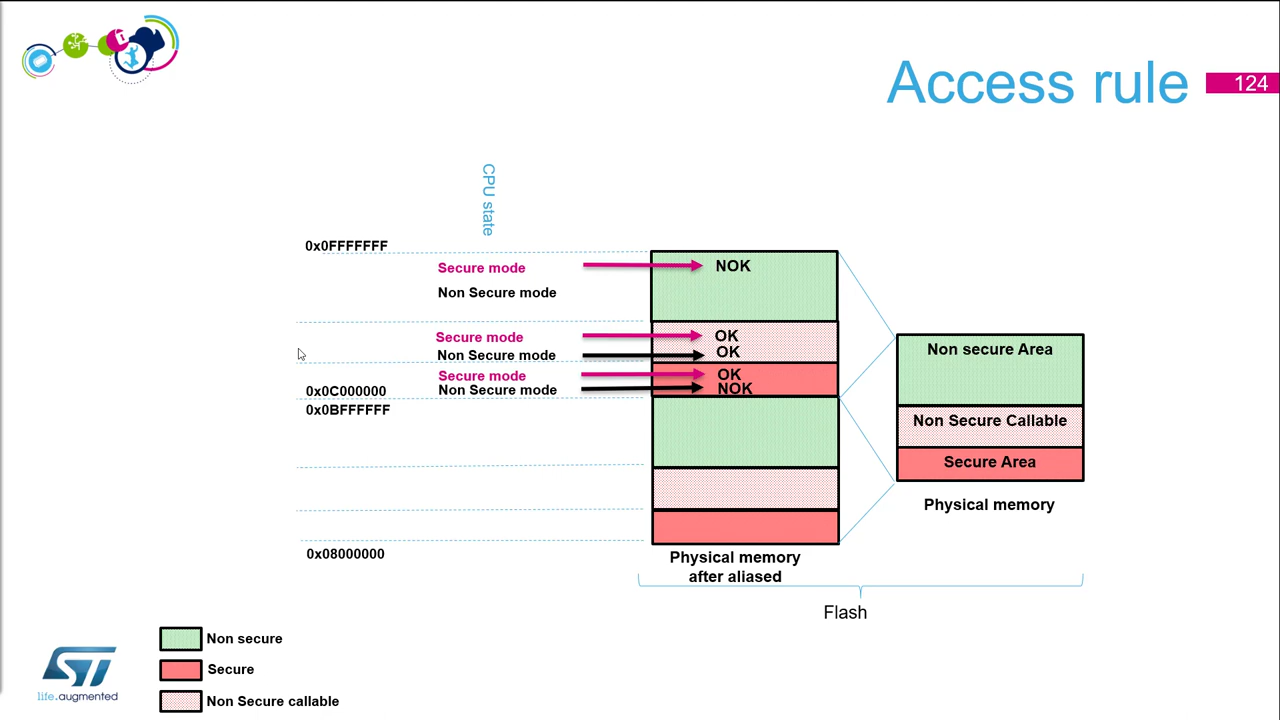 Access rule
124
CPU state
0x0FFFFFFF
Secure mode
NOK
Non Secure mode
Secure mode
OK
Non Secure mode
OK
Secure mode
OK
0x0C000000
Non Secure mode
NOK
0x0BFFFFFF
0x08000000
Physical memory
after aliased
Non secure Area
Non Secure Callable
Secure Area
Physical memory
Flash
Non secure
Secure
Non Secure callable
ST
life.augmented